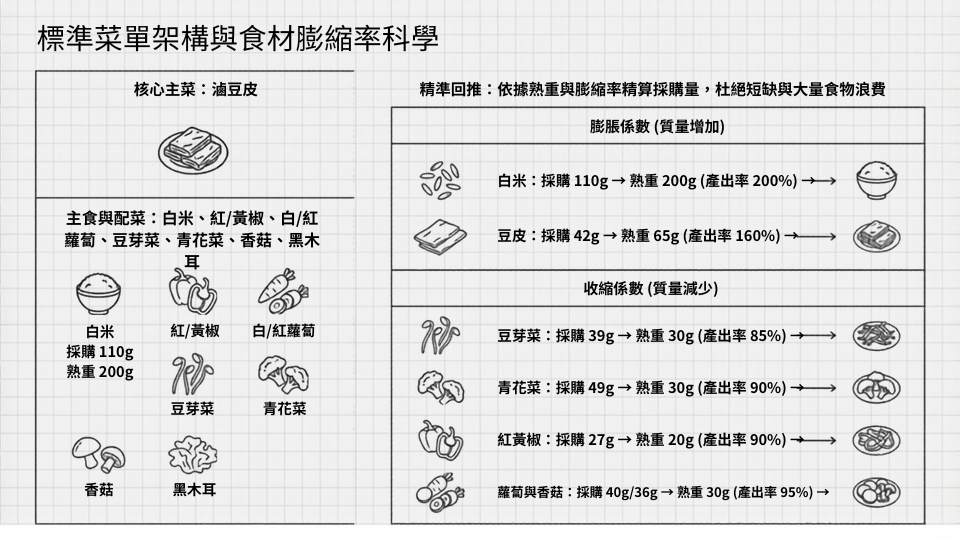 標準菜單架構與食材膨縮率科學
核心主菜：滷豆皮
主食與配菜：白米、紅/黃椒、白/紅
蘿蔔、豆芽菜、青花菜、香菇、黑木
耳
白米
採購 110g
熟重 200g
紅/黃椒
白/紅蘿蔔
豆芽菜
青花菜
香菇
黑木耳
精準回推：依據熟重與膨縮率精算採購量，杜絕短缺與大量食物浪費
膨脹係數 (質量增加)
白米：採購 110g → 熟重 200g (產出率 200%) →
豆皮：採購 42g → 熟重 65g (產出率 160%) →
收縮係數 (質量減少)
豆芽菜：採購 39g → 熟重 30g (產出率 85%) →
青花菜：採購 49g → 熟重 30g (產出率 90%) →
紅黃椒：採購 27g → 熟重 20g (產出率 90%) →
蘿蔔與香菇：採購 40g/36g → 熟重 30g (產出率 95%) →